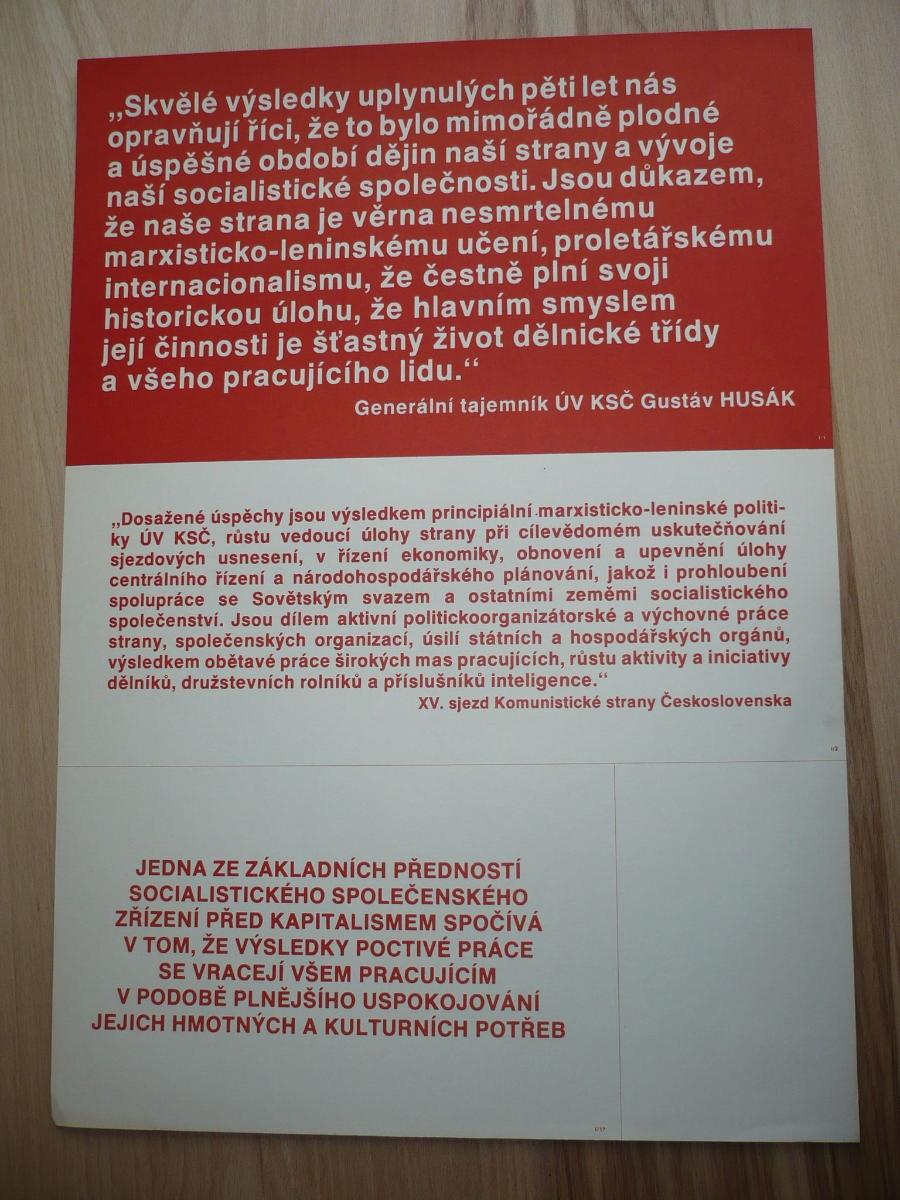 „Skvělé výsledky uplynulých pěti let nás
opravňují říci, že to bylo mimořádně plodné
a úspěšné období dějin naší strany a vývoje
naší socialistické společnosti. Jsou důkazem,
že naše strana je věrna nesmrtelnému
marxisticko-leninskému učení, proletářskému
internacionalismu, že čestně plní svoji
historickou úlohu, že hlavním smyslem
její činnosti je šťastný život dělnické třídy
a všeho pracujícího lidu.“
Generální tajemník ÚV KSČ Gustáv HUSÁK
I/1
„Dosažené úspěchy jsou výsledkem principiální marxisticko-leninské politi-
ky ÚV KSČ, růstu vedoucí úlohy strany při cílevědomém uskutečňování
sjezdových usnesení, v řízení ekonomiky, obnovení a upevnění úlohy
centrálního řízení a národohospodářského plánování, jakož i prohloubení
spolupráce se Sovětským svazem a ostatními zeměmi socialistického
společenství. Jsou dílem aktivní politickoorganizátorské a výchovné práce
strany, společenských organizací, úsilí státních a hospodářských orgánů,
výsledkem obětavé práce širokých mas pracujících, růstu aktivity a iniciativy
dělníků, družstevních rolníků a příslušníků inteligence.“
XV. sjezd Komunistické strany Československa
I/2
JEDNA ZE ZÁKLADNÍCH PŘEDNOSTÍ
SOCIALISTICKÉHO SPOLEČENSKÉHO
ZŘÍZENÍ PŘED KAPITALISMEM SPOČÍVÁ
V TOM, ŽE VÝSLEDKY POCTIVÉ PRÁCE
SE VRACEJÍ VŠEM PRACUJÍCÍM
V PODOBĚ PLNĚJŠÍHO USPOKOJOVÁNÍ
JEJICH HMOTNÝCH A KULTURNÍCH POTŘEB
I/17